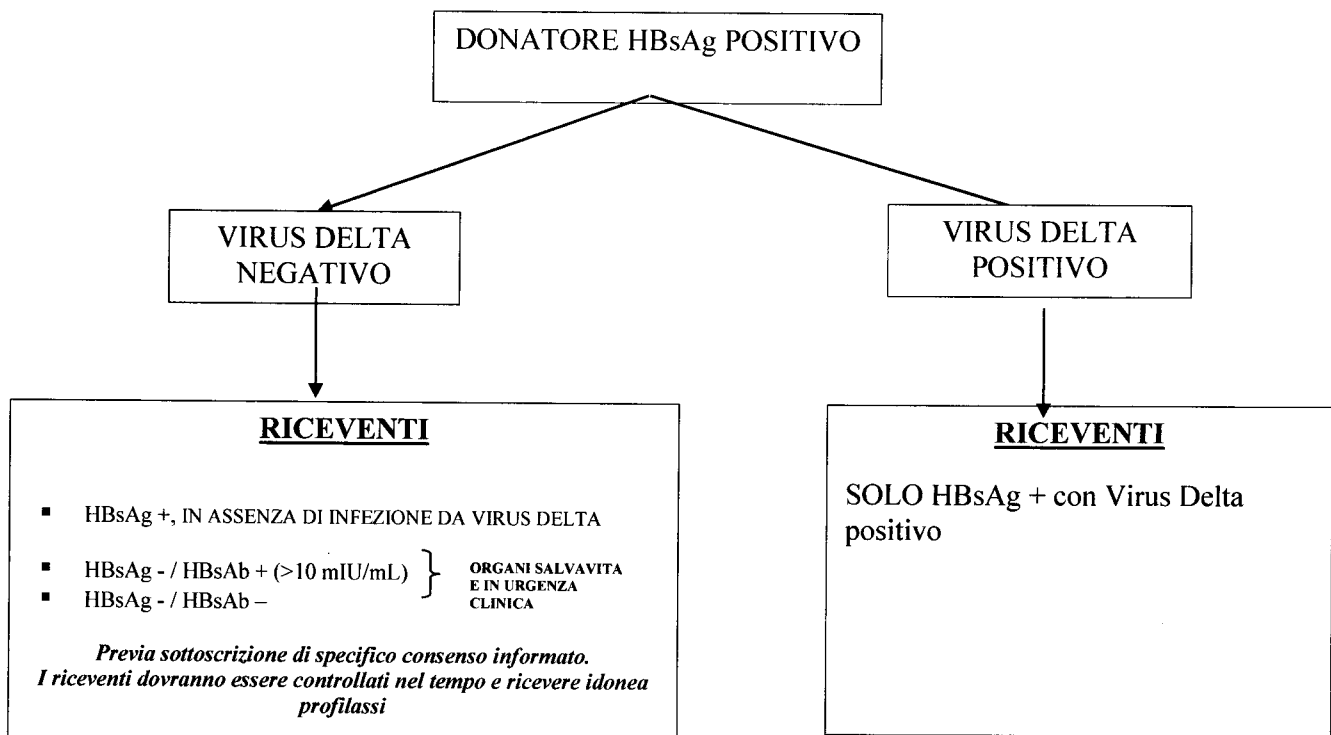 DONATORE HBsAg POSITIVO
VIRUS DELTA
NEGATIVO
VIRUS DELTA
POSITIVO
RICEVENTI
▪ HBsAg +, IN ASSENZA DI INFEZIONE DA VIRUS DELTA
▪ HBsAg - / HBsAb + (>10 mIU/mL)
▪ HBsAg - / HBsAb –
ORGANI SALVAVITA
E IN URGENZA
CLINICA
Previa sottoscrizione di specifico consenso informato.
I riceventi dovranno essere controllati nel tempo e ricevere idonea
profilassi
RICEVENTI
SOLO HBsAg + con Virus Delta
positivo